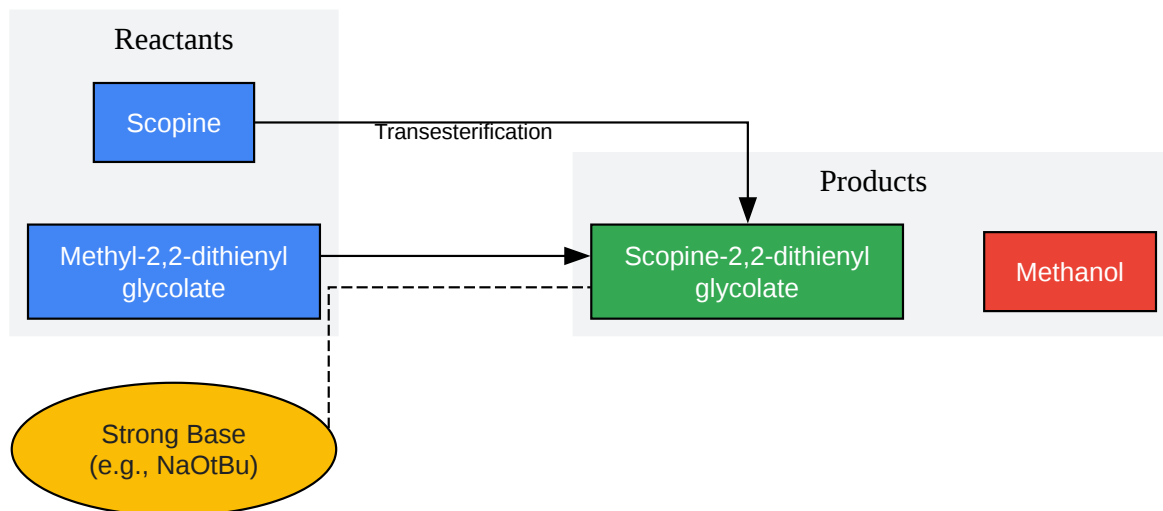 Reactants
Scopine
Transesterification
Products
Methyl-2,2-dithienyl
glycolate
Scopine-2,2-dithienyl
glycolate
Methanol
Strong Base
(e.g., NaOtBu)